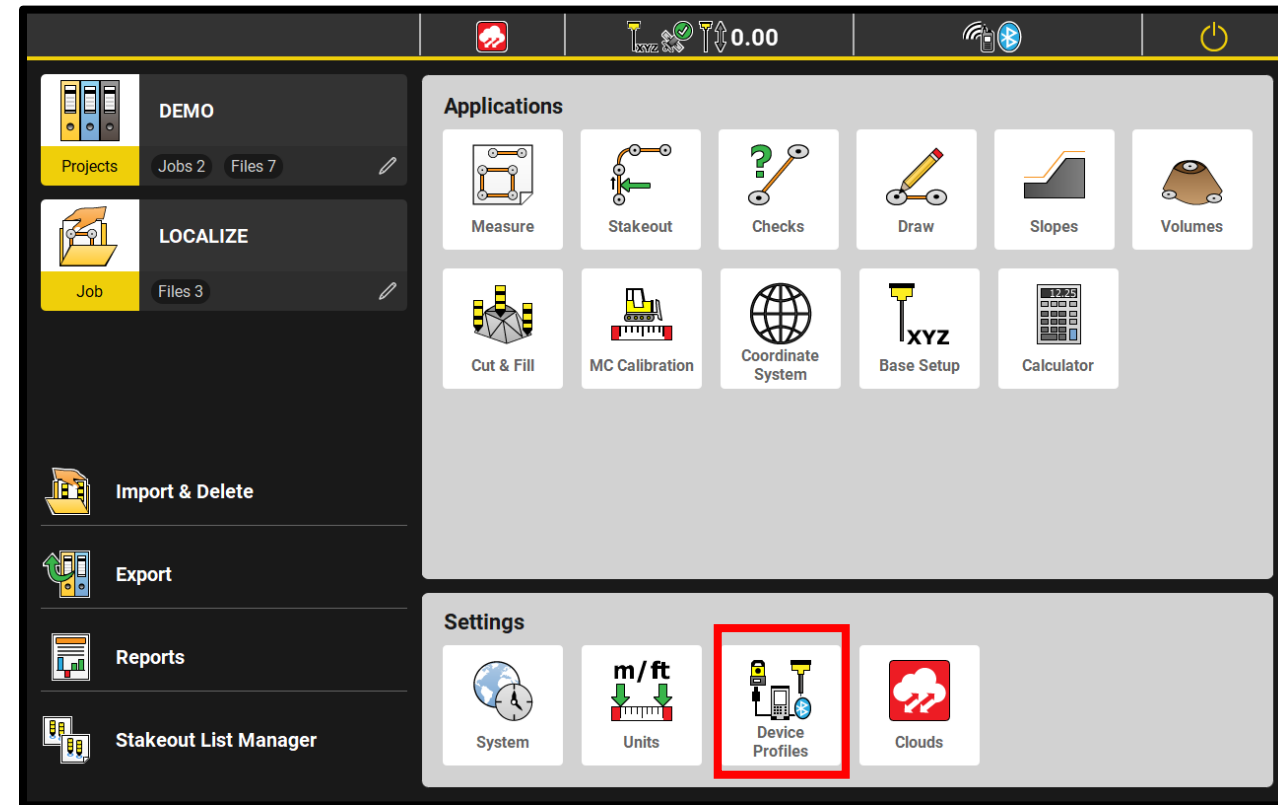 XYZ 0.00
DEMO
Projects
Jobs 2 Files 7
LOCALIZE
Job
Files 3
Import & Delete
Export
Reports
Stakeout List Manager
Applications
Measure
Stakeout
?
Checks
Draw
Slopes
Volumes
Cut & Fill
MC Calibration
Coordinate
System
XYZ
Base Setup
12.25
Calculator
Settings
System
m/ft
Units
Device
Profiles
Clouds